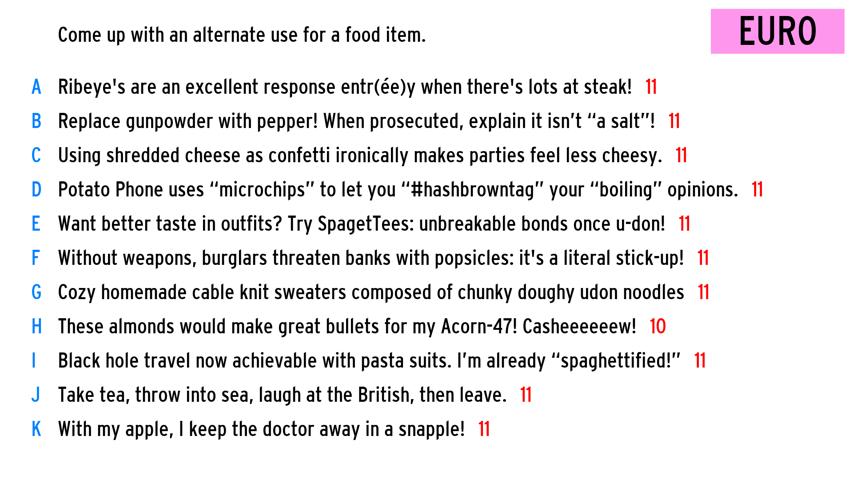 Come up with an alternate use for a food item.
EURO
A Ribeye's are an excellent response entr(ée)y when there's lots at steak! 11
B Replace gunpowder with pepper! When prosecuted, explain it isn't “a salt”! 11
C Using shredded cheese as confetti ironically makes parties feel less cheesy. 11
D Potato Phone uses “microchips” to let you “#hashbrowntag” your “boiling” opinions. 11
E Want better taste in outfits? Try SpagetTees: unbreakable bonds once u-don! 11
F Without weapons, burglars threaten banks with popsicles: it's a literal stick-up! 11
G Cozy homemade cable knit sweaters composed of chunky doughy udon noodles 11
H These almonds would make great bullets for my Acorn-47! Casheeeeeew! 10
I Black hole travel now achievable with pasta suits. I'm already “spaghettified!” 11
J Take tea, throw into sea, laugh at the British, then leave. 11
K With my apple, I keep the doctor away in a snapple! 11